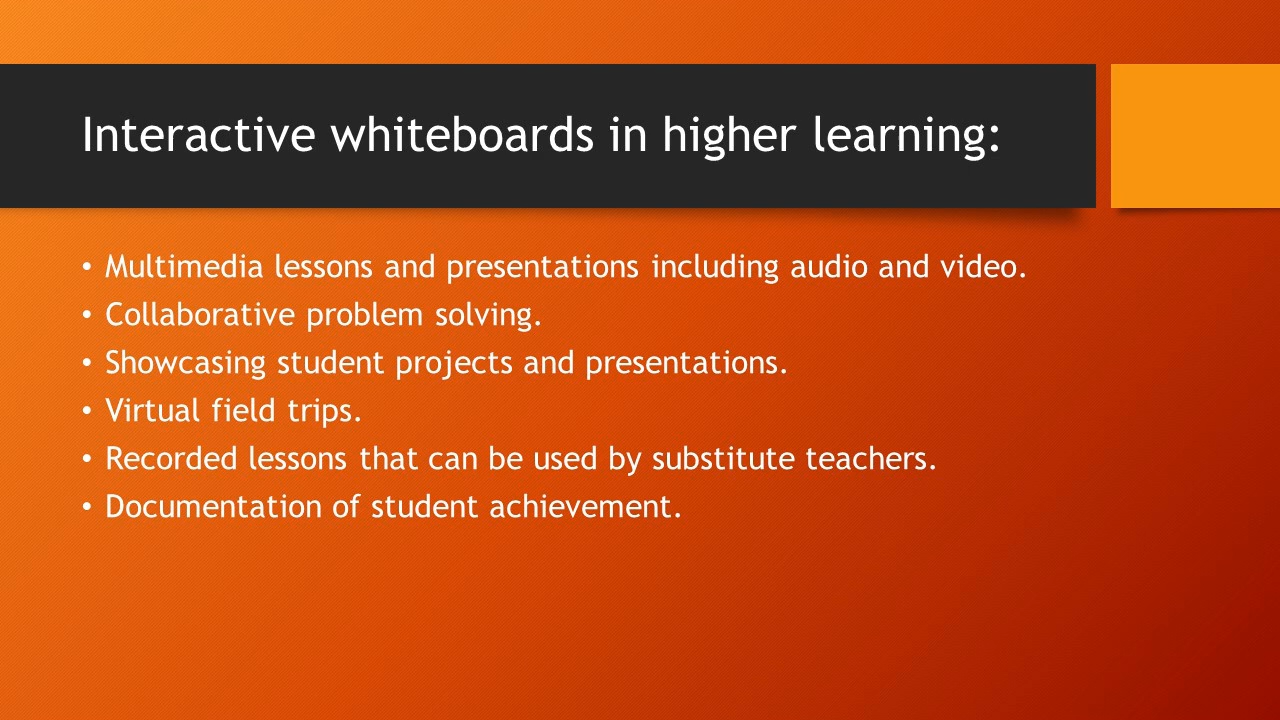 Interactive whiteboards in higher learning:
• Multimedia lessons and presentations including audio and video.
• Collaborative problem solving.
• Showcasing student projects and presentations.
• Virtual field trips.
• Recorded lessons that can be used by substitute teachers.
• Documentation of student achievement.